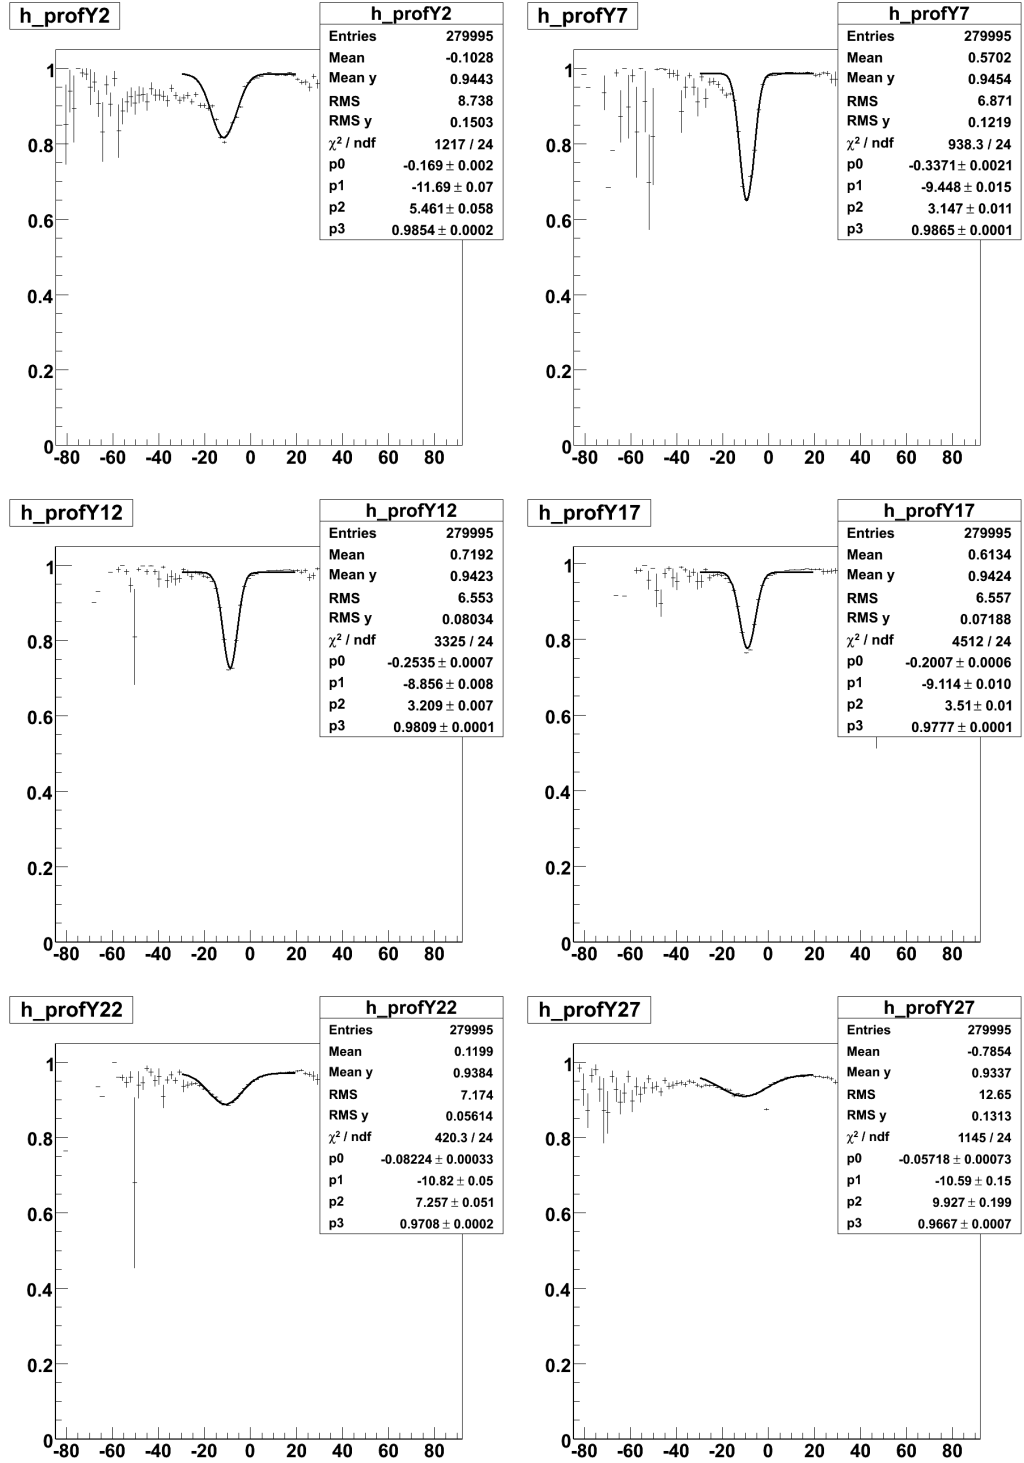 h_profY2
h_profY2
Entries 279995
Mean -0.1028
Mean y 0.9443
RMS 8.738
RMS y 0.1503
χ² / ndf 1217 / 24
p0 -0.169 ± 0.002
p1 -11.69 ± 0.07
p2 5.461 ± 0.058
p3 0.9854 ± 0.0002
1
0.8
0.6
0.4
0.2
0
-80 -60 -40 -20 0 20 40 60 80
h_profY7
h_profY7
Entries 279995
Mean 0.5702
Mean y 0.9454
RMS 6.871
RMS y 0.1219
χ² / ndf 938.3 / 24
p0 -0.3371 ± 0.0021
p1 -9.448 ± 0.015
p2 3.147 ± 0.011
p3 0.9865 ± 0.0001
1
0.8
0.6
0.4
0.2
0
-80 -60 -40 -20 0 20 40 60 80
h_profY12
h_profY12
Entries 279995
Mean 0.7192
Mean y 0.9423
RMS 6.553
RMS y 0.08034
χ² / ndf 3325 / 24
p0 -0.2535 ± 0.0007
p1 -8.856 ± 0.008
p2 3.209 ± 0.007
p3 0.9809 ± 0.0001
1
0.8
0.6
0.4
0.2
0
-80 -60 -40 -20 0 20 40 60 80
h_profY17
h_profY17
Entries 279995
Mean 0.6134
Mean y 0.9424
RMS 6.557
RMS y 0.07188
χ² / ndf 4512 / 24
p0 -0.2007 ± 0.0006
p1 -9.114 ± 0.010
p2 3.51 ± 0.01
p3 0.9777 ± 0.0001
1
0.8
0.6
0.4
0.2
0
-80 -60 -40 -20 0 20 40 60 80
h_profY22
h_profY22
Entries 279995
Mean 0.1199
Mean y 0.9384
RMS 7.174
RMS y 0.05614
χ² / ndf 420.3 / 24
p0 -0.08224 ± 0.00033
p1 -10.82 ± 0.05
p2 7.257 ± 0.051
p3 0.9708 ± 0.0002
1
0.8
0.6
0.4
0.2
0
-80 -60 -40 -20 0 20 40 60 80
h_profY27
h_profY27
Entries 279995
Mean -0.7854
Mean y 0.9337
RMS 12.65
RMS y 0.1313
χ² / ndf 1145 / 24
p0 -0.05718 ± 0.00073
p1 -10.59 ± 0.15
p2 9.927 ± 0.199
p3 0.9667 ± 0.0007
1
0.8
0.6
0.4
0.2
0
-80 -60 -40 -20 0 20 40 60 80